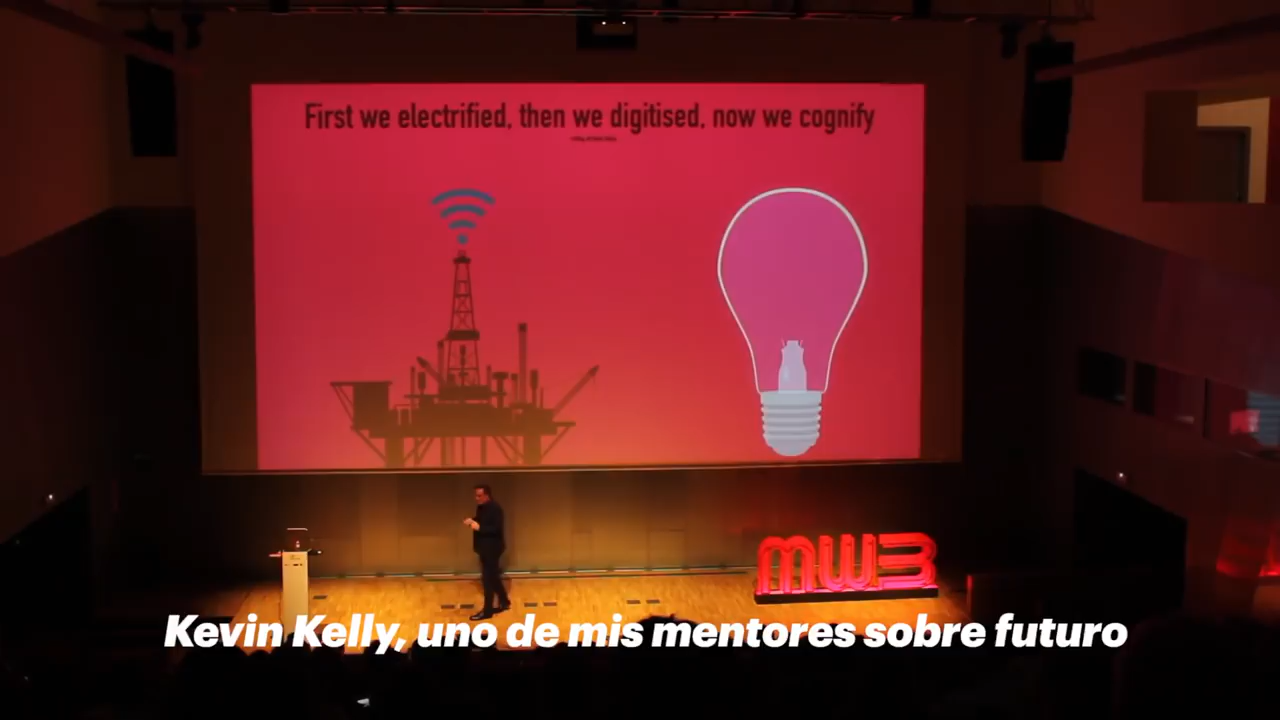 First we electrified, then we digitised, now we cognify
mw3
Kevin Kelly, uno de mis mentores sobre futuro